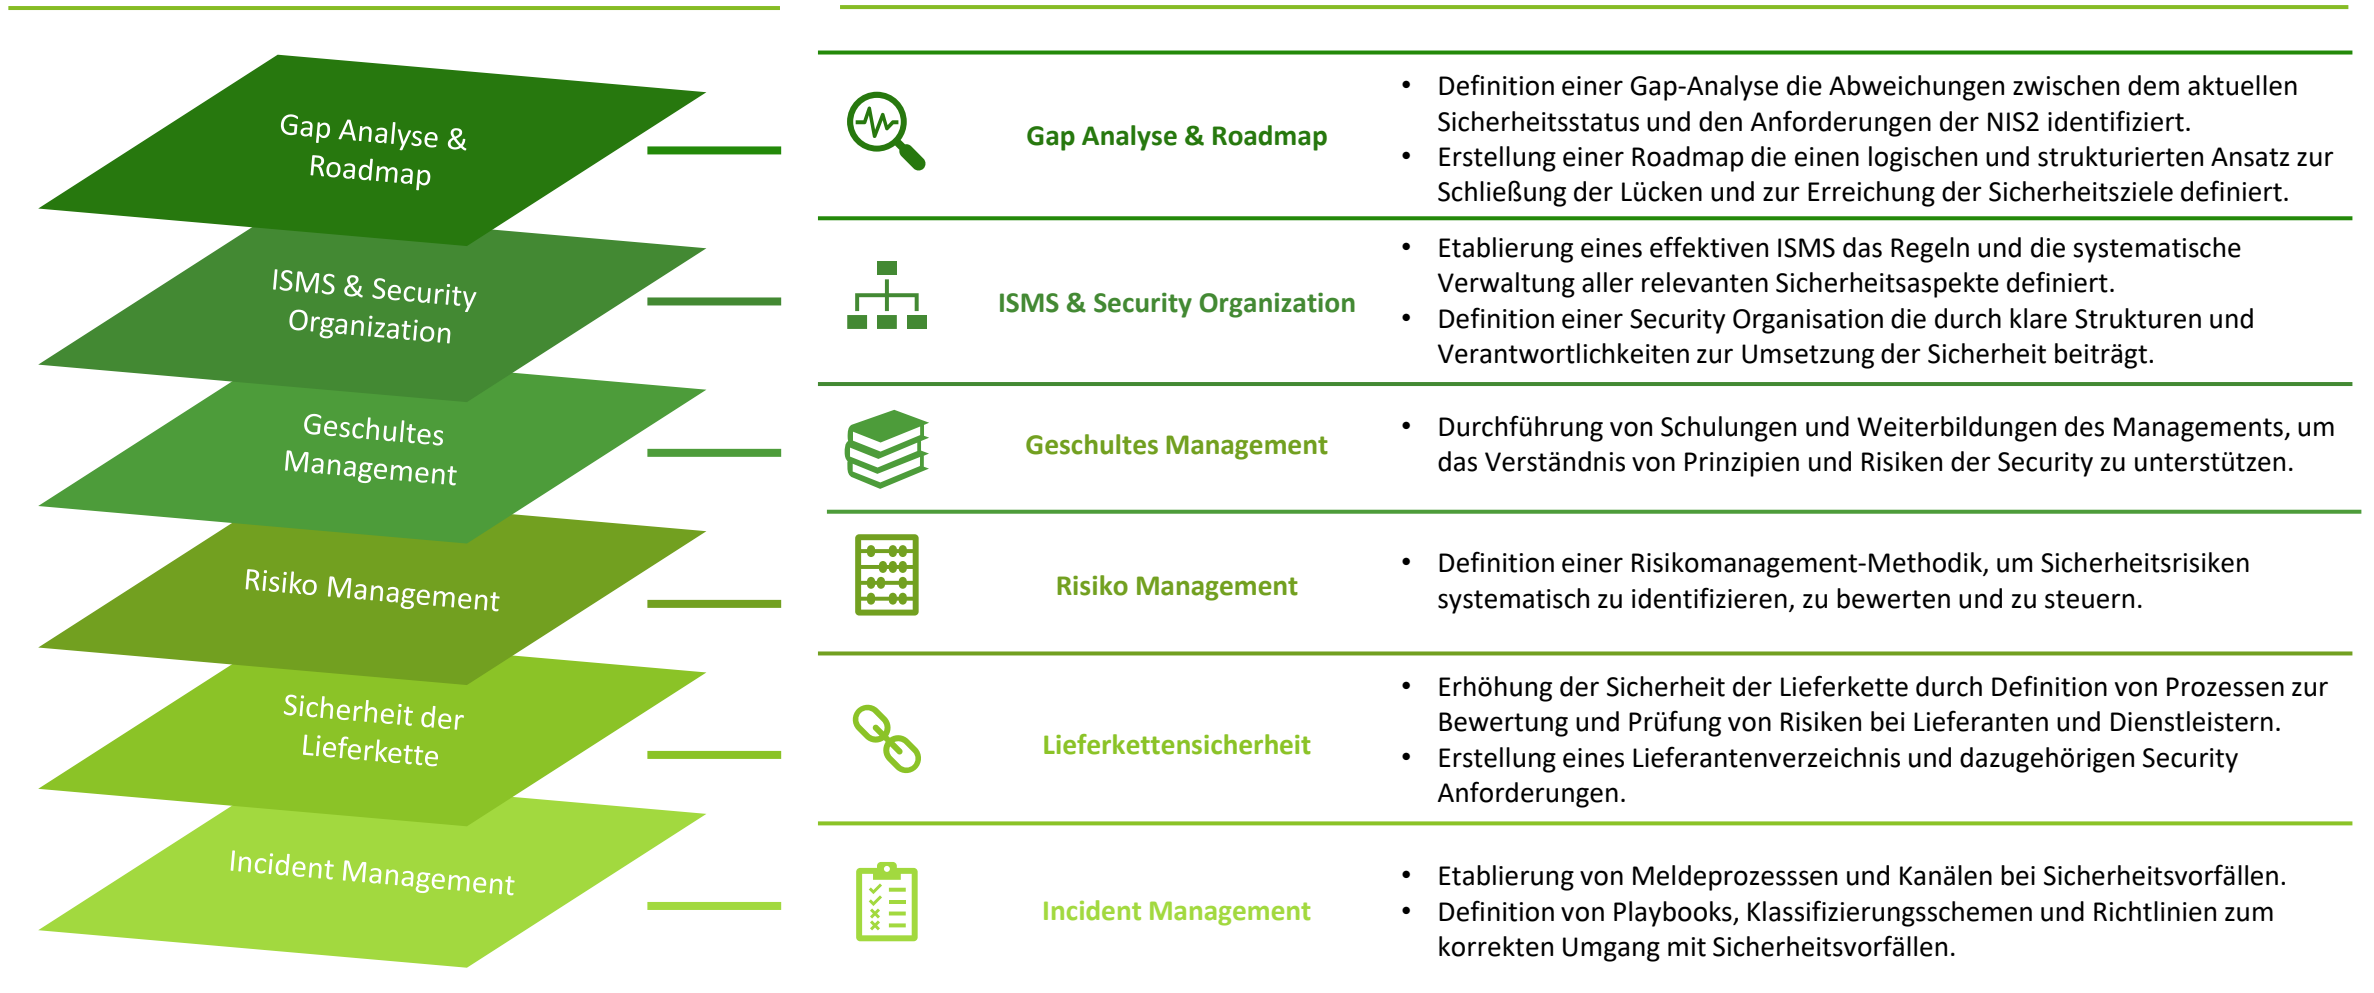 Gap Analyse &
Roadmap
ISMS & Security
Organization
Geschultes
Management
Risiko Management
Sicherheit der
Lieferkette
Incident Management
Gap Analyse & Roadmap
• Definition einer Gap-Analyse die Abweichungen zwischen dem aktuellen
Sicherheitsstatus und den Anforderungen der NIS2 identifiziert.
• Erstellung einer Roadmap die einen logischen und strukturierten Ansatz zur
Schließung der Lücken und zur Erreichung der Sicherheitsziele definiert.
ISMS & Security Organization
• Etablierung eines effektiven ISMS das Regeln und die systematische
Verwaltung aller relevanten Sicherheitsaspekte definiert.
• Definition einer Security Organisation die durch klare Strukturen und
Verantwortlichkeiten zur Umsetzung der Sicherheit beiträgt.
Geschultes Management
• Durchführung von Schulungen und Weiterbildungen des Managements, um
das Verständnis von Prinzipien und Risiken der Security zu unterstützen.
Risiko Management
• Definition einer Risikomanagement-Methodik, um Sicherheitsrisiken
systematisch zu identifizieren, zu bewerten und zu steuern.
Lieferkettensicherheit
• Erhöhung der Sicherheit der Lieferkette durch Definition von Prozessen zur
Bewertung und Prüfung von Risiken bei Lieferanten und Dienstleistern.
• Erstellung eines Lieferantenverzeichnis und dazugehörigen Security
Anforderungen.
Incident Management
• Etablierung von Meldeprozesssen und Kanälen bei Sicherheitsvorfällen.
• Definition von Playbooks, Klassifizierungsschemen und Richtlinien zum
korrekten Umgang mit Sicherheitsvorfällen.